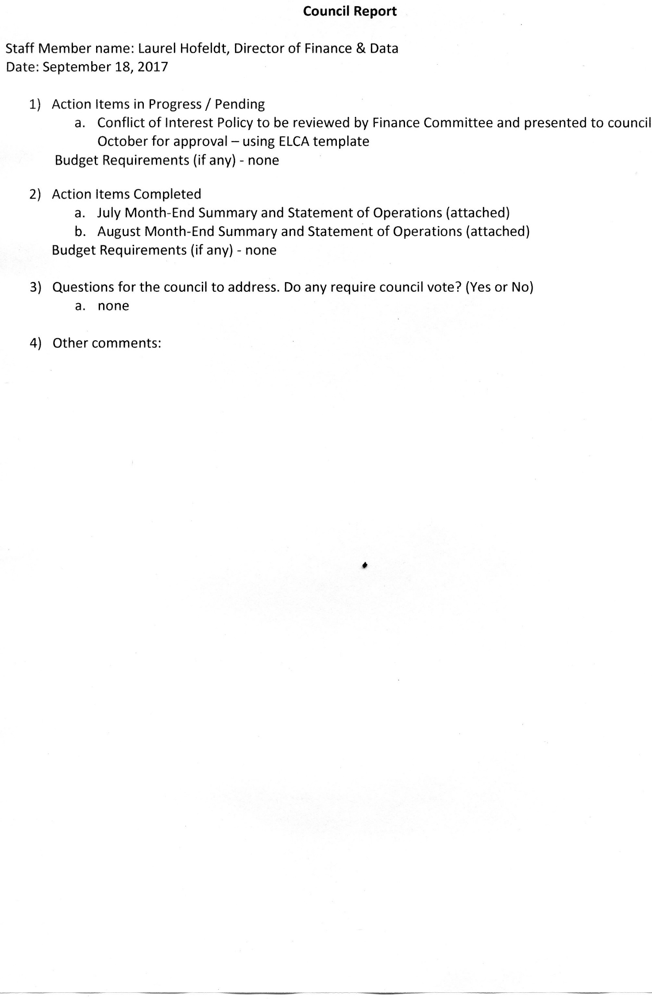 Council Report
Staff Member name: Laurel Hofeldt, Director of Finance & Data
Date: September 18, 2017
1) Action Items in Progress / Pending
a. Conflict of Interest Policy to be reviewed by Finance Committee and presented to council
October for approval – using ELCA template
Budget Requirements (if any) - none
2) Action Items Completed
a. July Month-End Summary and Statement of Operations (attached)
b. August Month-End Summary and Statement of Operations (attached)
Budget Requirements (if any) - none
3) Questions for the council to address. Do any require council vote? (Yes or No)
a. none
4) Other comments: